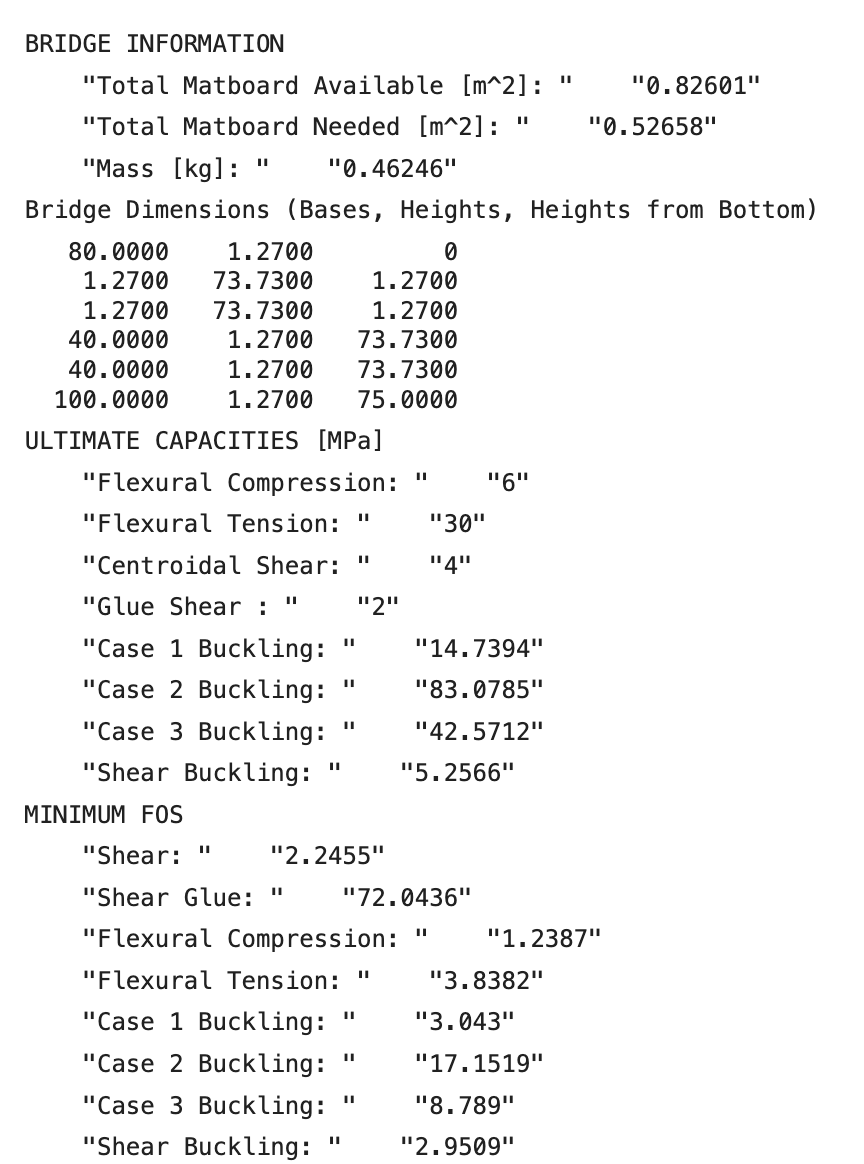 BRIDGE INFORMATION
"Total Matboard Available [m^2]: " "0.82601"
"Total Matboard Needed [m^2]: " "0.52658"
"Mass [kg]: " "0.46246"
Bridge Dimensions (Bases, Heights, Heights from Bottom)
80.0000 1.2700 0
1.2700 73.7300 1.2700
1.2700 73.7300 1.2700
40.0000 1.2700 73.7300
40.0000 1.2700 73.7300
100.0000 1.2700 75.0000
ULTIMATE CAPACITIES [MPa]
"Flexural Compression: " "6"
"Flexural Tension: " "30"
"Centroidal Shear: " "4"
"Glue Shear : " "2"
"Case 1 Buckling: " "14.7394"
"Case 2 Buckling: " "83.0785"
"Case 3 Buckling: " "42.5712"
"Shear Buckling: " "5.2566"
MINIMUM FOS
"Shear: " "2.2455"
"Shear Glue: " "72.0436"
"Flexural Compression: " "1.2387"
"Flexural Tension: " "3.8382"
"Case 1 Buckling: " "3.043"
"Case 2 Buckling: " "17.1519"
"Case 3 Buckling: " "8.789"
"Shear Buckling: " "2.9509"